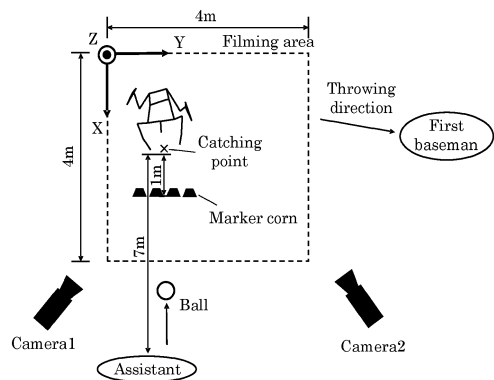 4m
Z
Y
Filming area
X
4m
Throwing
direction
First
baseman
Catching
point
1m
Marker corn
7m
Ball
Camera1
Camera2
Assistant